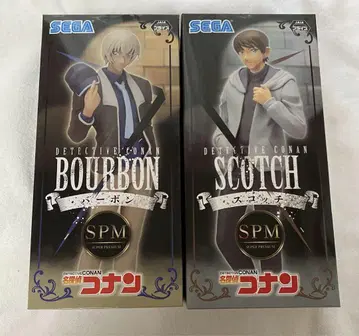 SEGA
DETECTIVE CONAN
BOURBON
・バーボン・
SPM
SUPER PREMIUM
DETECTIVE CONAN
名探偵コナン
SEGA
DETECTIVE CONAN
SCOTCH
・スコッチ・
SPM
SUPER PREMIUM
DETECTIVE CONAN
名探偵コナン